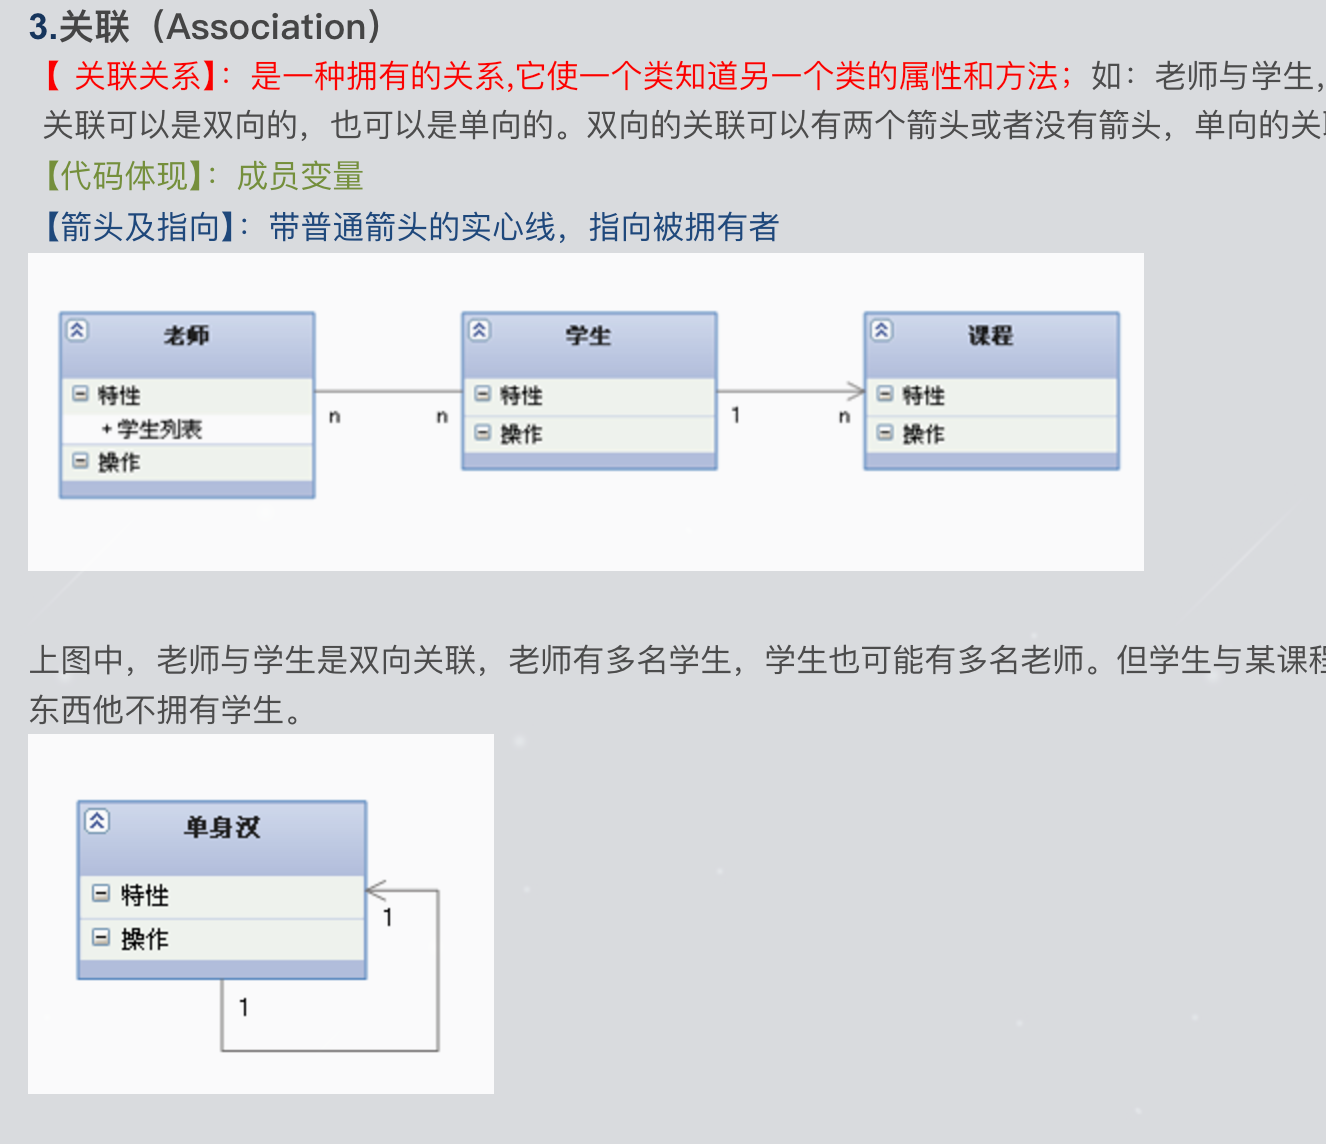 3.关联（Association）
【 关联关系】：是一种拥有的关系,它使一个类知道另一个类的属性和方法；如：老师与学生,
关联可以是双向的，也可以是单向的。双向的关联可以有两个箭头或者没有箭头，单向的关
【代码体现】：成员变量
【箭头及指向】：带普通箭头的实心线，指向被拥有者
老师
特性
+ 学生列表
操作
n
n
学生
特性
操作
1
n
课程
特性
操作
上图中，老师与学生是双向关联，老师有多名学生，学生也可能有多名老师。但学生与某课程
东西他不拥有学生。
单身汉
特性
操作
1
1